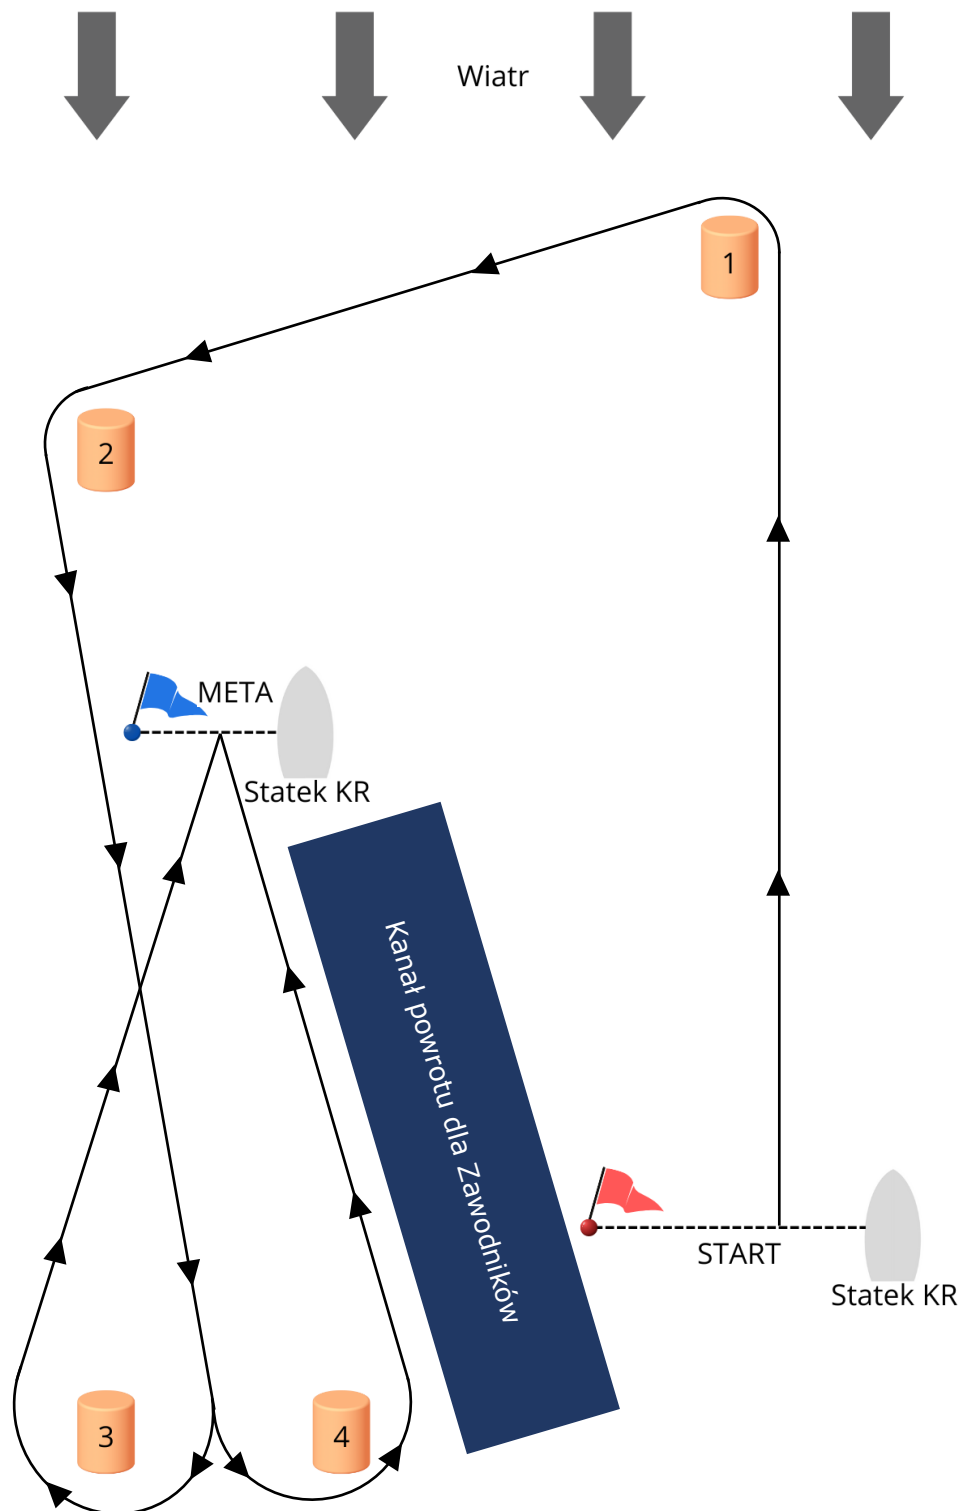 Wiatr
1
2
META
Statek KR
Kanał powrotu dla Zawodników
START
Statek KR
3
4